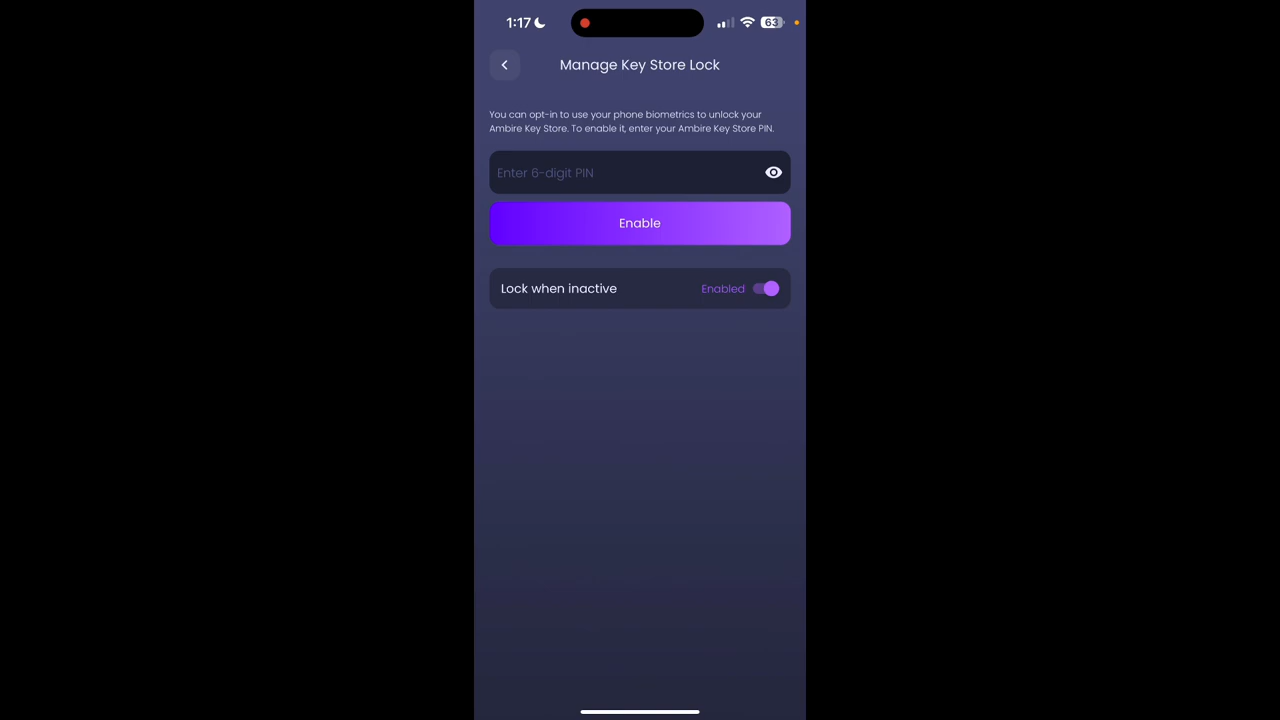 1:17
63
Manage Key Store Lock
You can opt-in to use your phone biometrics to unlock your
Ambire Key Store. To enable it, enter your Ambire Key Store PIN.
Enter 6-digit PIN
Enable
Lock when inactive Enabled